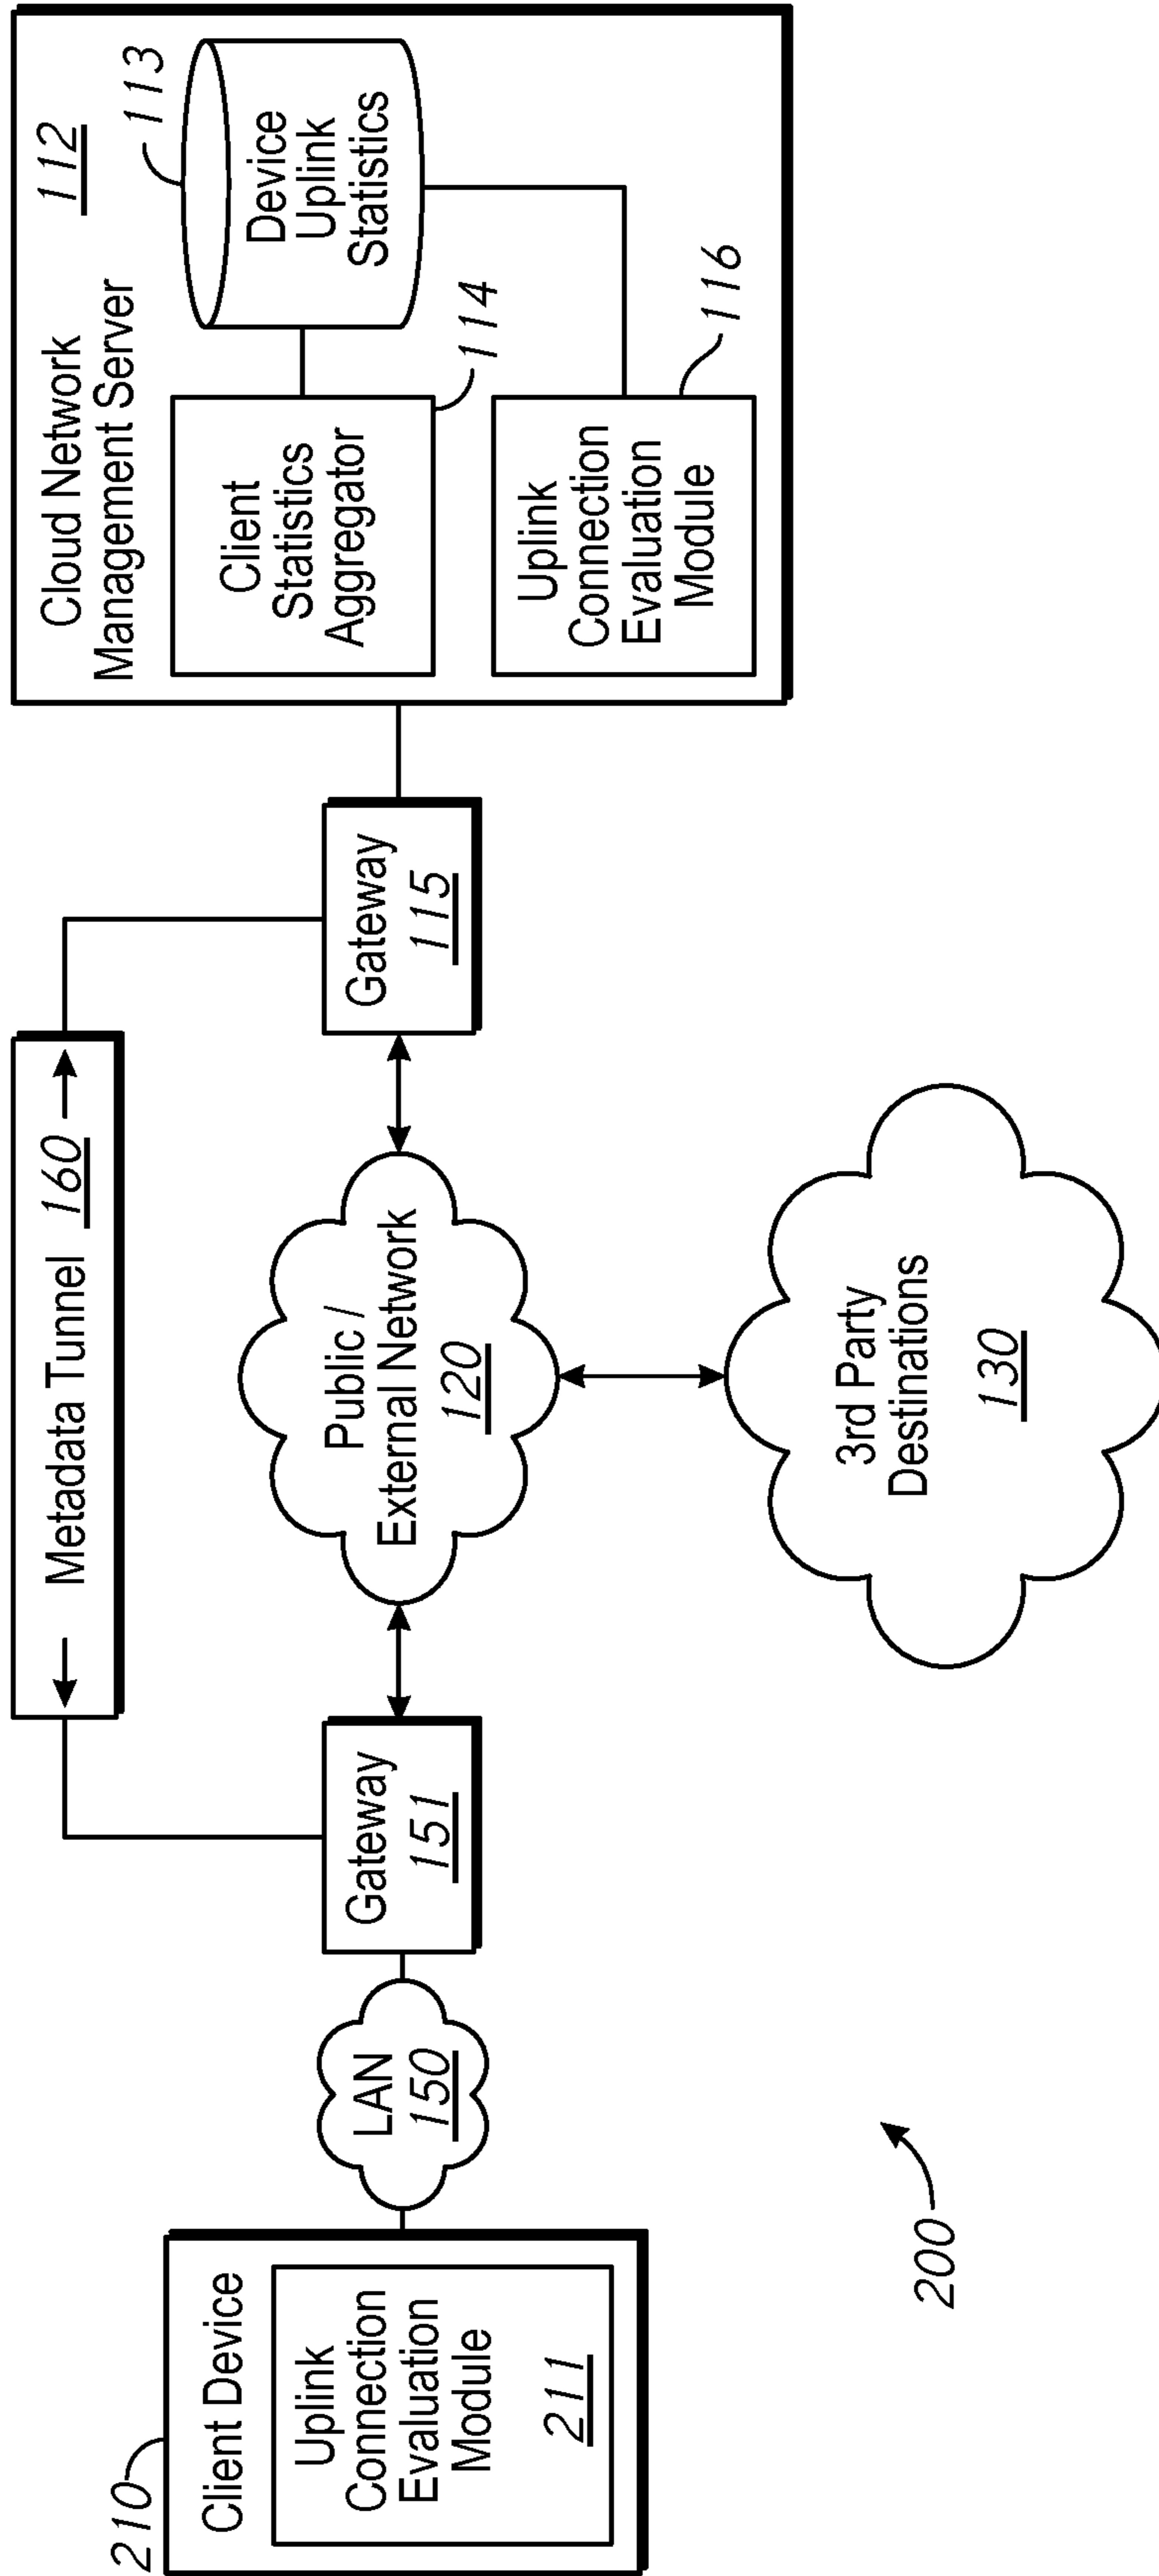 210
Client Device
Uplink
Connection
Evaluation
Module
211
LAN
150
Gateway
151
Metadata Tunnel 160
Public /
External Network
120
3rd Party
Destinations
130
Gateway
115
Cloud Network
Management Server
112
Client
Statistics
Aggregator
114
Device
Uplink
Statistics
113
Uplink
Connection
Evaluation
Module
116
200